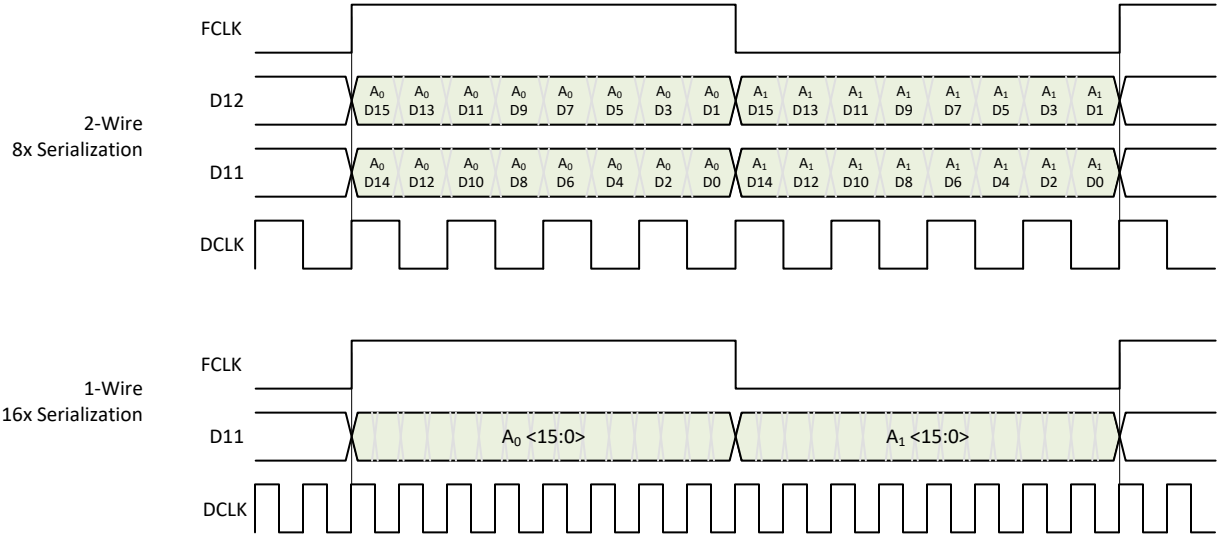 FCLK
D12
A0 A0 A0 A0 A0 A0 A0 A0 A1 A1 A1 A1 A1 A1 A1 A1
D15 D13 D11 D9 D7 D5 D3 D1 D15 D13 D11 D9 D7 D5 D3 D1
2-Wire
8x Serialization
D11
A0 A0 A0 A0 A0 A0 A0 A0 A1 A1 A1 A1 A1 A1 A1 A1
D14 D12 D10 D8 D6 D4 D2 D0 D14 D12 D10 D8 D6 D4 D2 D0
DCLK
FCLK
1-Wire
16x Serialization
D11
A0 <15:0> A1 <15:0>
DCLK